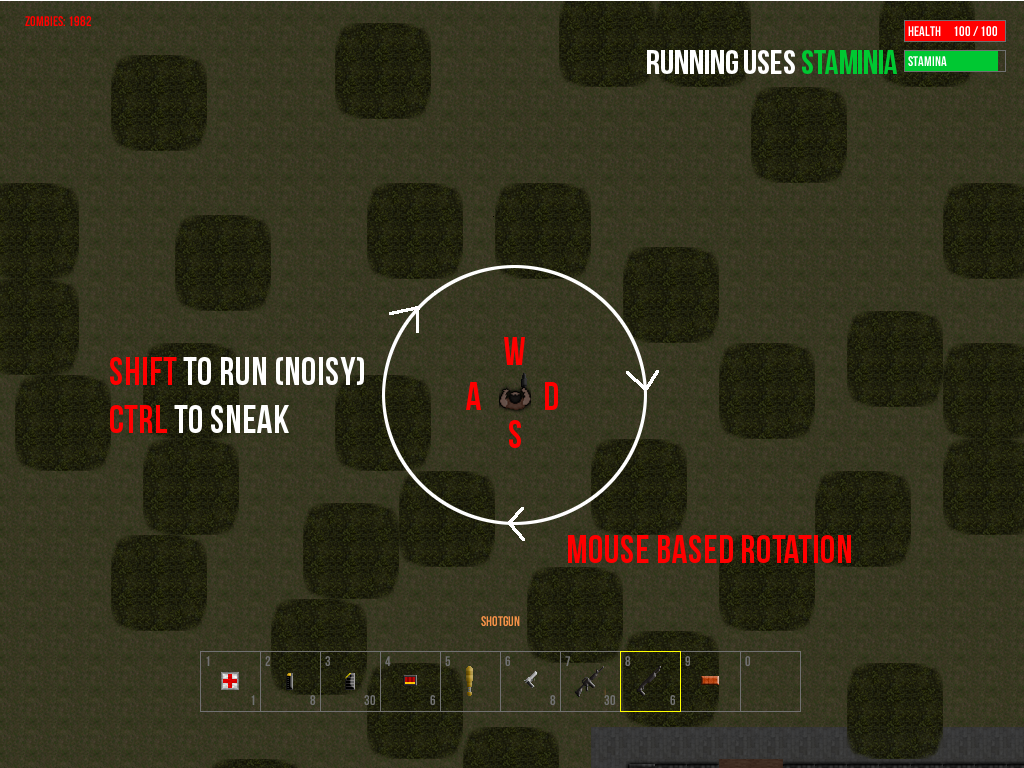 ZOMBIES: 1982
HEALTH 100 / 100
RUNNING USES STAMINIA
STAMINA
W
A D
S
SHIFT TO RUN (NOISY)
CTRL TO SNEAK
MOUSE BASED ROTATION
SHOTGUN
1 2 3 4 5 6 7 8 9 0
1 8 30 6 8 30 6